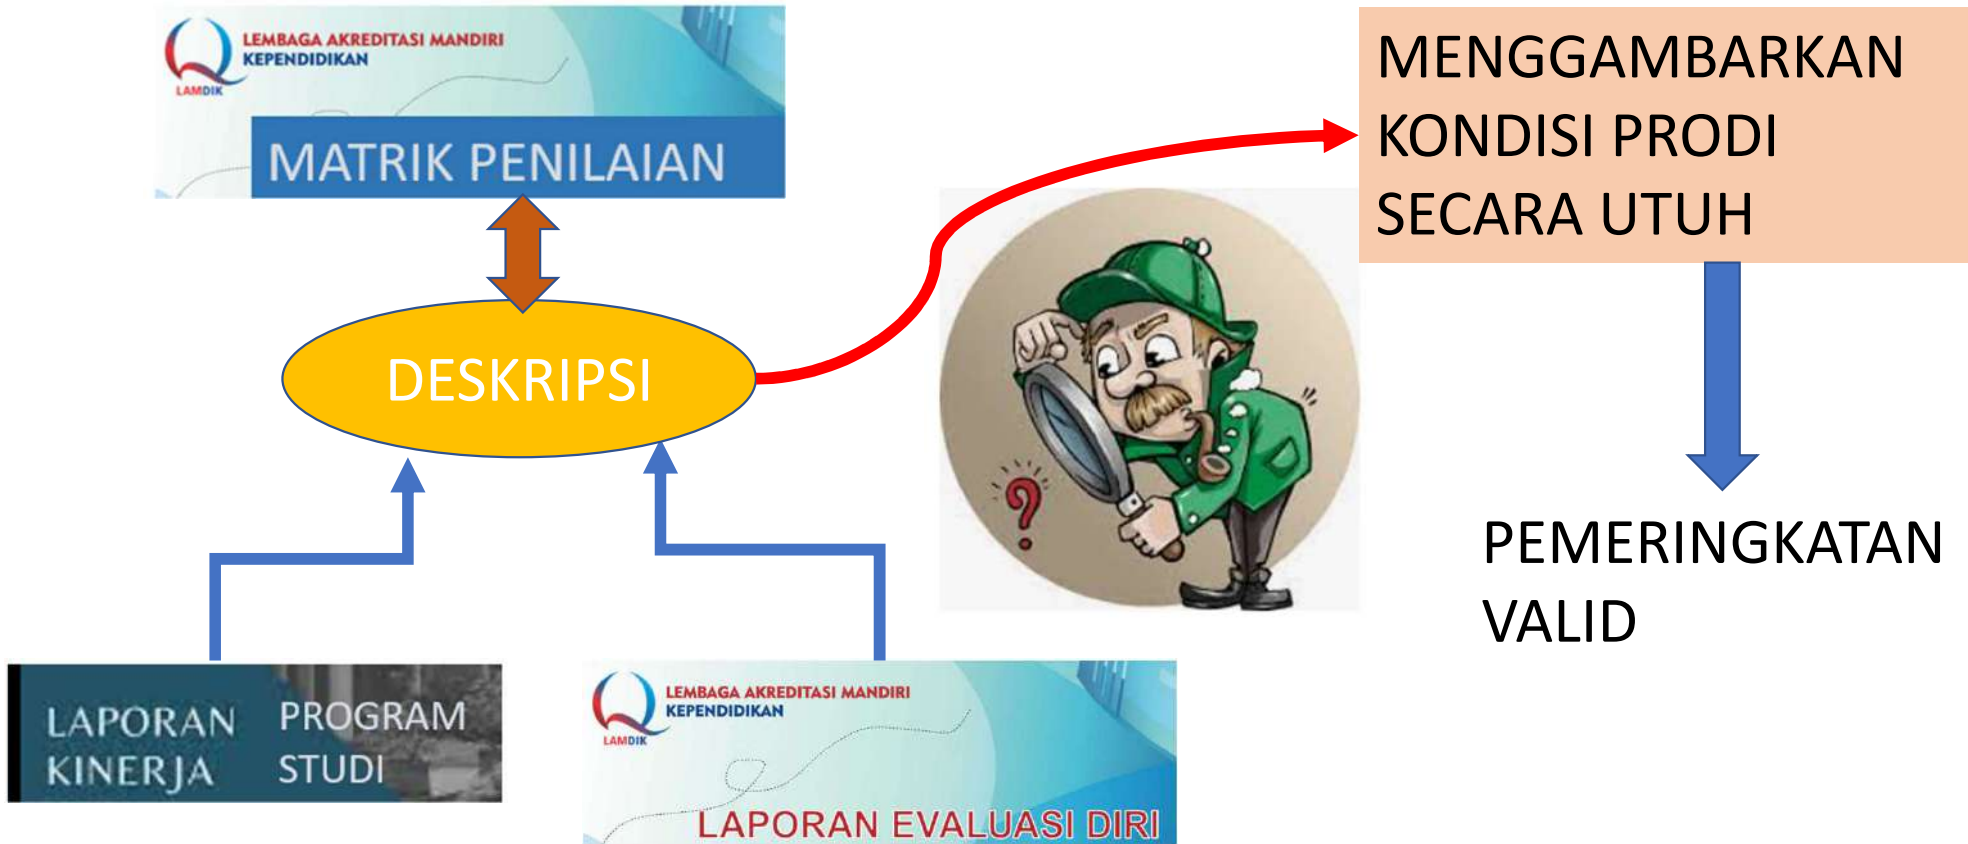 LEMBAGA AKREDITASI MANDIRI
KEPENDIDIKAN
LAMDIK
MATRIK PENILAIAN
MENGGAMBARKAN
KONDISI PRODI
SECARA UTUH
DESKRIPSI
?
PEMERINGKATAN
VALID
LAPORAN
KINERJA
PROGRAM
STUDI
LEMBAGA AKREDITASI MANDIRI
KEPENDIDIKAN
LAMDIK
LAPORAN EVALUASI DIRI